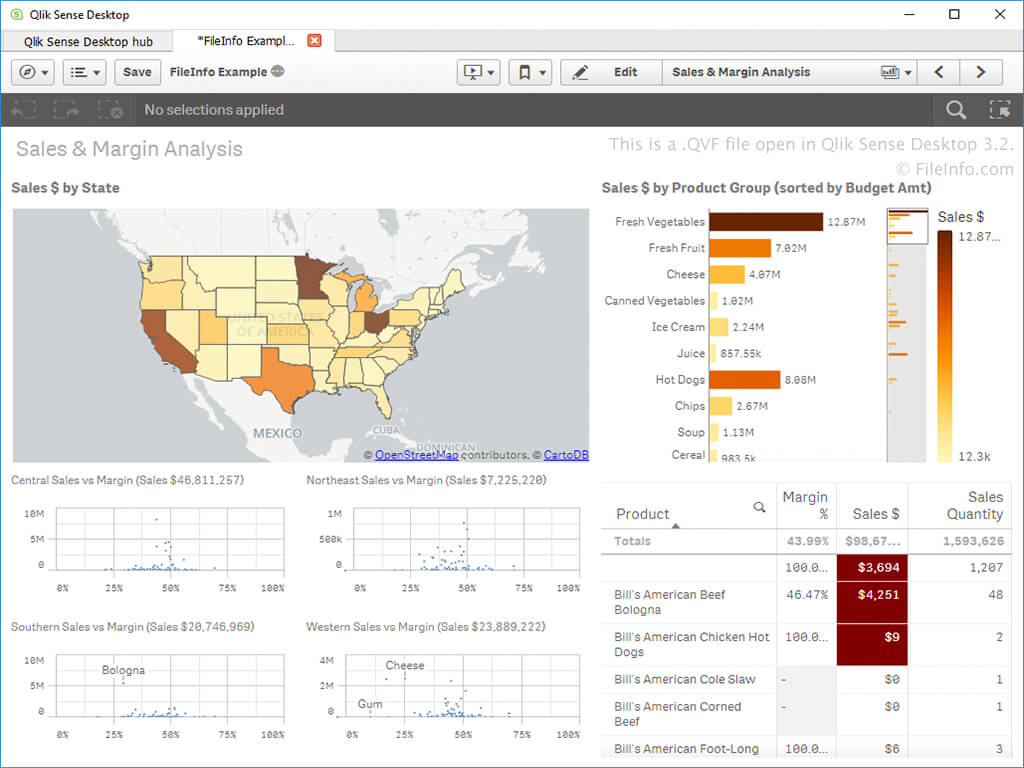 Qlik Sense Desktop
Qlik Sense Desktop hub
*FileInfo Exampl...
Save
FileInfo Example
Edit
Sales & Margin Analysis
No selections applied
Sales & Margin Analysis
This is a .QVF file open in Qlik Sense Desktop 3.2.
© FileInfo.com
Sales $ by State
UNITED STATES
OF AMERICA
MEXICO
CUBA
DOMINICAN
© OpenStreetMap contributors, © CartoDB
Sales $ by Product Group (sorted by Budget Amt)
Fresh Vegetables 12.87M
Fresh Fruit 7.02M
Cheese 4.07M
Canned Vegetables 1.02M
Ice Cream 2.24M
Juice 857.55k
Hot Dogs 8.08M
Chips 2.67M
Soup 1.13M
Cereal 983.5k
Sales $
12.87...
12.3k
Central Sales vs Margin (Sales $46,811,257)
10M
5M
0
0% 25% 50% 75% 100%
Northeast Sales vs Margin (Sales $7,225,220)
1M
500k
0
0% 25% 50% 75% 100%
Southern Sales vs Margin (Sales $20,746,969)
10M
5M
0
Bologna
0% 25% 50% 75% 100%
Western Sales vs Margin (Sales $23,889,222)
4M
2M
0
Cheese
Gum
0% 25% 50% 75% 100%
Product Margin % Sales $ Sales Quantity
Totals 43.99% $98,67... 1,593,626
100.0... $3,694 1,207
Bill's American Beef Bologna 46.47% $4,251 48
Bill's American Chicken Hot Dogs 100.0... $9 2
Bill's American Cole Slaw - $0 1
Bill's American Corned Beef - $0 1
Bill's American Foot-Long 100.0... $6 3